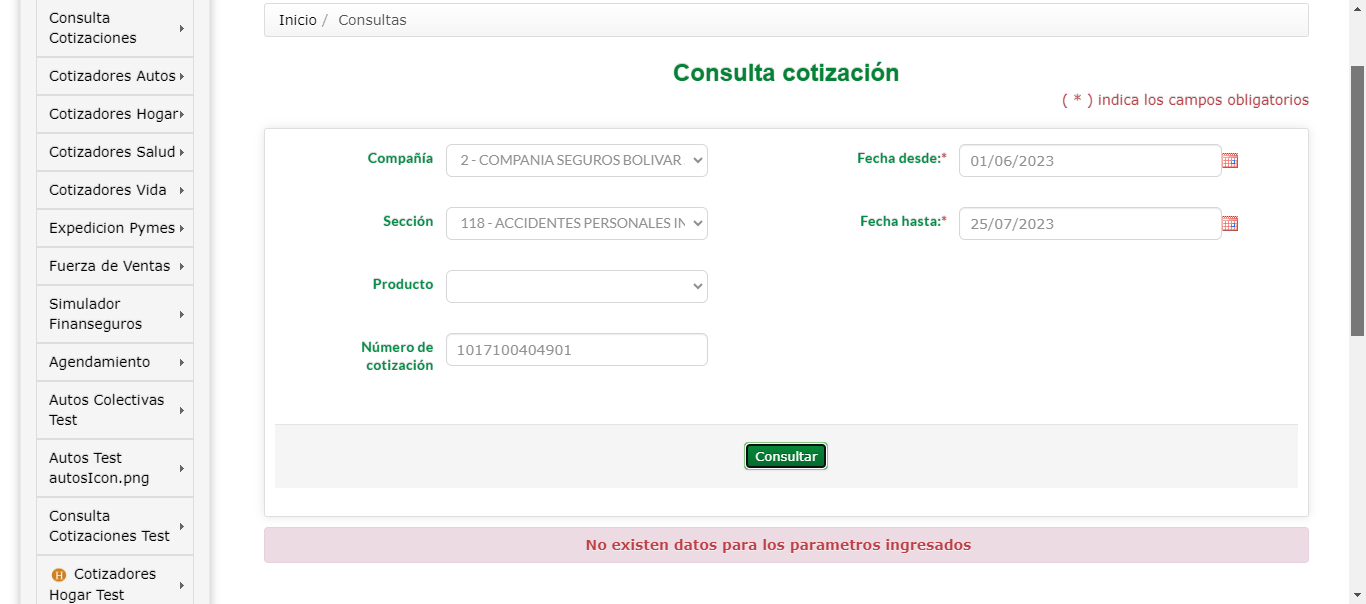 Consulta
Cotizaciones
Cotizadores Autos
Cotizadores Hogar
Cotizadores Salud
Cotizadores Vida
Expedicion Pymes
Fuerza de Ventas
Simulador
Finanseguros
Agendamiento
Autos Colectivas
Test
Autos Test
autosIcon.png
Consulta
Cotizaciones Test
H Cotizadores
Hogar Test
Inicio / Consultas
Consulta cotización
( * ) indica los campos obligatorios
Compañía 2 - COMPANIA SEGUROS BOLIVAR
Fecha desde:* 01/06/2023
Sección 118 - ACCIDENTES PERSONALES IN
Fecha hasta:* 25/07/2023
Producto
Número de
cotización
1017100404901
Consultar
No existen datos para los parametros ingresados